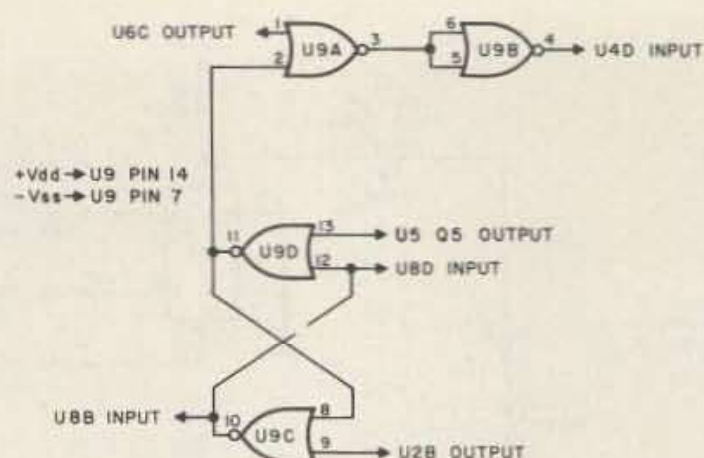 U6C OUTPUT
1
2
U9A
3
6
5
U9B
4
U4D INPUT
+Vdd→U9 PIN 14
-Vss→U9 PIN 7
11
U9D
13
12
U5 Q5 OUTPUT
U8D INPUT
U8B INPUT
10
U9C
8
9
U2B OUTPUT